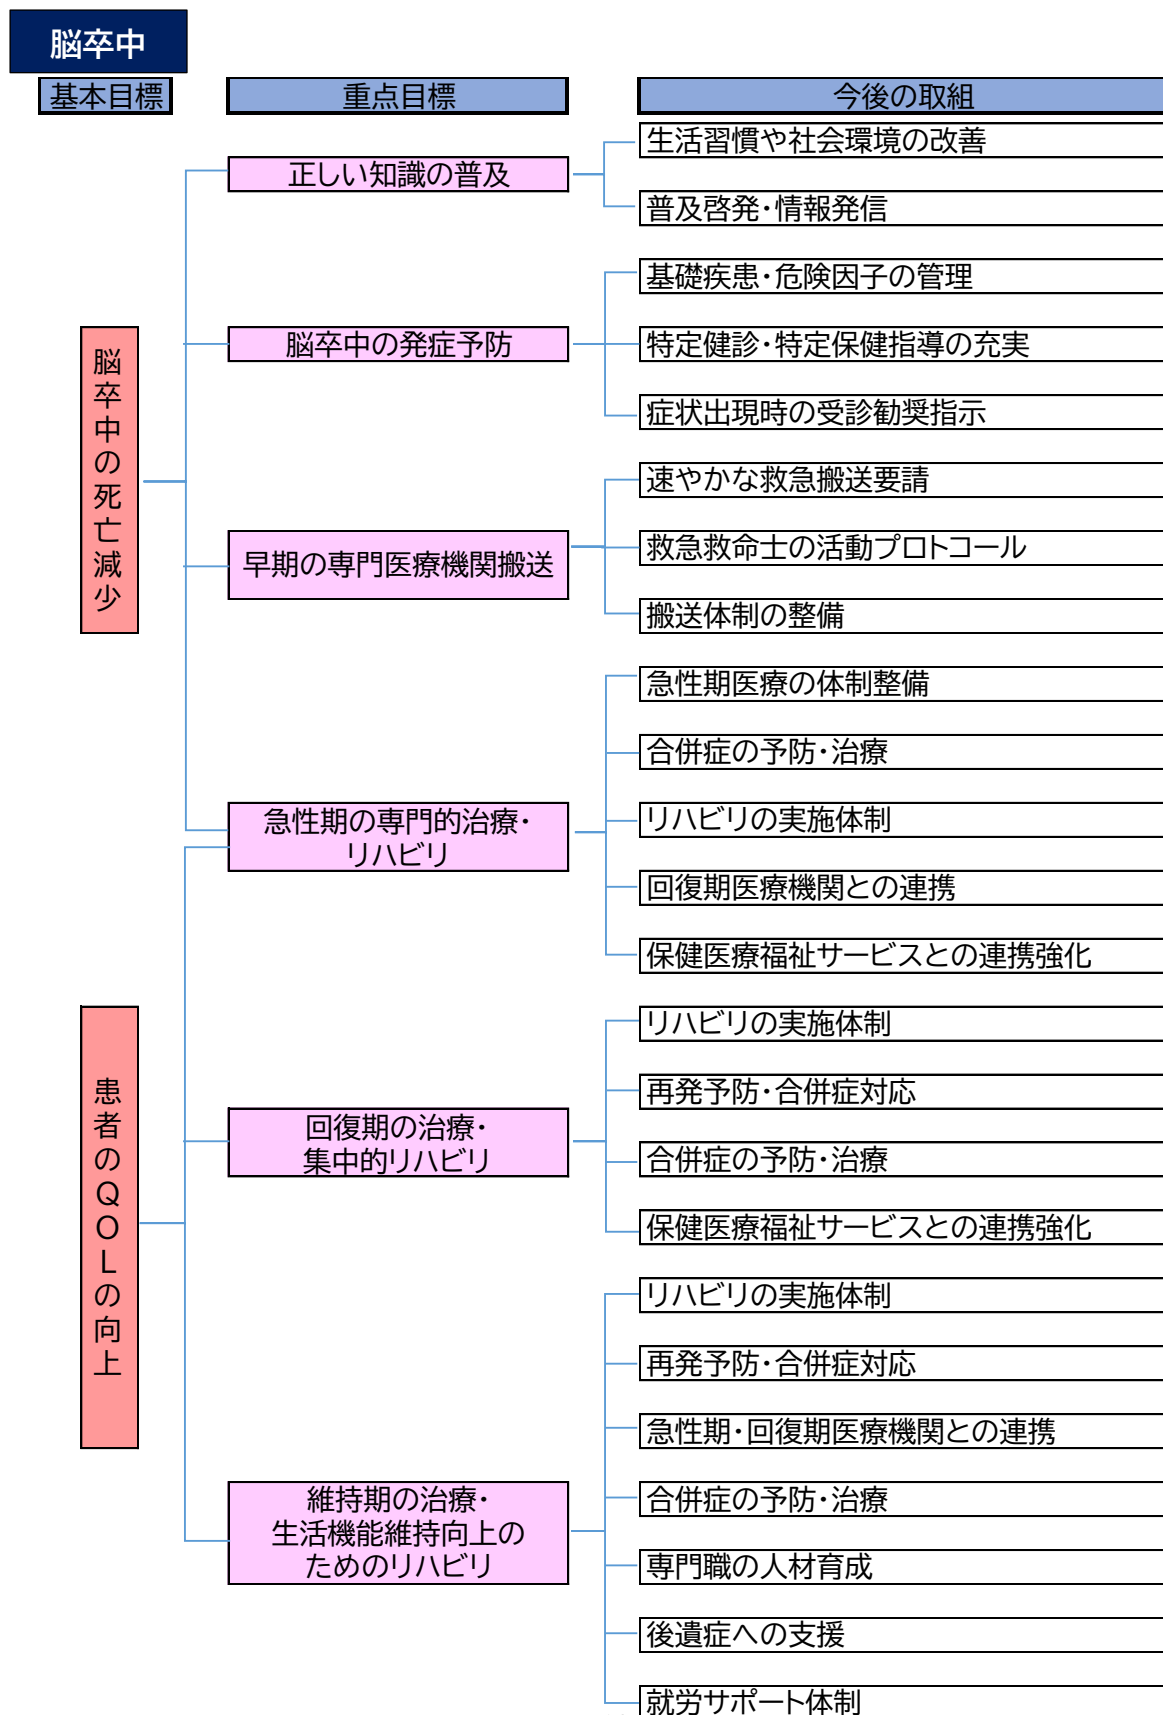 脳卒中
基本目標
重点目標
今後の取組
脳卒中の死亡減少
正しい知識の普及
生活習慣や社会環境の改善
普及啓発・情報発信
脳卒中の発症予防
基礎疾患・危険因子の管理
特定健診・特定保健指導の充実
症状出現時の受診勧奨指示
早期の専門医療機関搬送
速やかな救急搬送要請
救急救命士の活動プロトコール
搬送体制の整備
急性期の専門的治療・
リハビリ
急性期医療の体制整備
合併症の予防・治療
リハビリの実施体制
回復期医療機関との連携
保健医療福祉サービスとの連携強化
患者のQOLの向上
回復期の治療・
集中的リハビリ
リハビリの実施体制
再発予防・合併症対応
合併症の予防・治療
保健医療福祉サービスとの連携強化
維持期の治療・
生活機能維持向上の
ためのリハビリ
リハビリの実施体制
再発予防・合併症対応
急性期・回復期医療機関との連携
合併症の予防・治療
専門職の人材育成
後遺症への支援
就労サポート体制